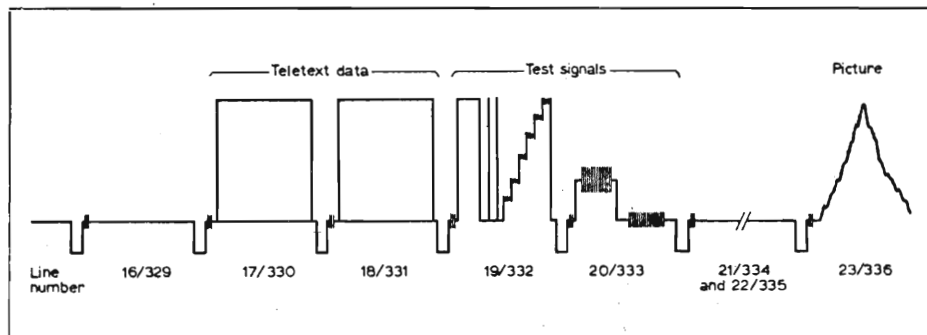 Teletext data
Test signals
Picture
Line
number
16/329
17/330
18/331
19/332
20/333
21/334
and 22/335
23/336